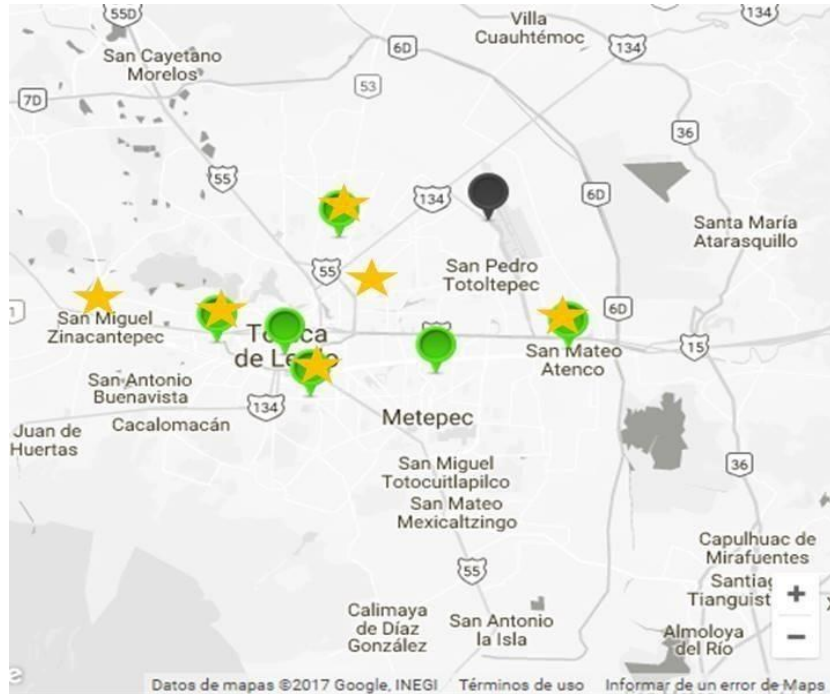 55D
134
Villa
Cuauhtémoc
6D
134
San Cayetano
Morelos
53
7D
36
55
134
6D
Santa María
Atarasquillo
San Pedro
Totoltepec
55
6D
San Miguel
Zinacantepec
de
San Mateo
Atenco
15
San Antonio
Buenavista
134
Cacalomacán
Metepec
Juan de
Huertas
San Miguel
Totocuitlapilco
36
San Mateo
Mexicaltzingo
Capulhuac de
Mirafuentes
55
Calimaya
de Díaz
González
San Antonio
la Isla
Almoloya
del Río
+
−
Datos de mapas ©2017 Google, INEGI Términos de uso Informar de un error de Maps